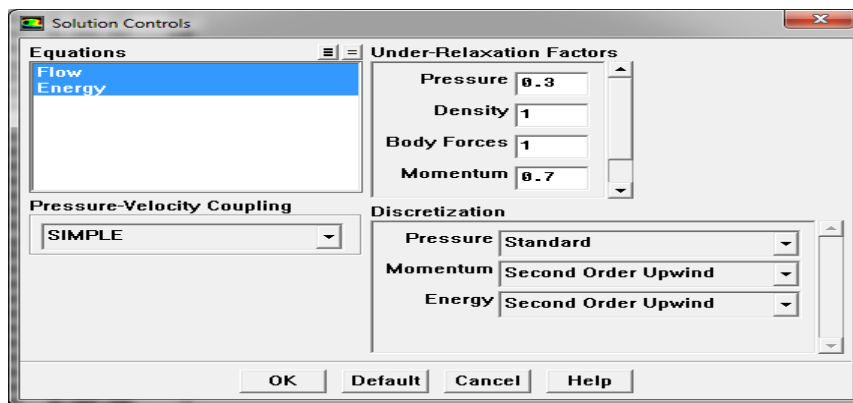 Solution Controls
Equations
Flow
Energy
Pressure-Velocity Coupling
SIMPLE
Under-Relaxation Factors
Pressure 0.3
Density 1
Body Forces 1
Momentum 0.7
Discretization
Pressure Standard
Momentum Second Order Upwind
Energy Second Order Upwind
OK Default Cancel Help